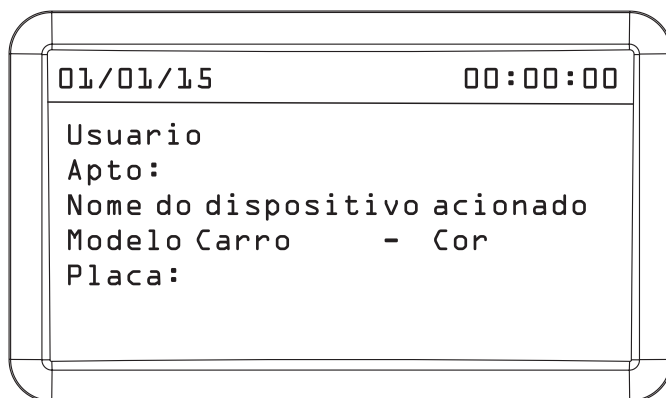 01/01/15 00:00:00
Usuario
Apto:
Nome do dispositivo acionado
Modelo Carro - Cor
Placa: